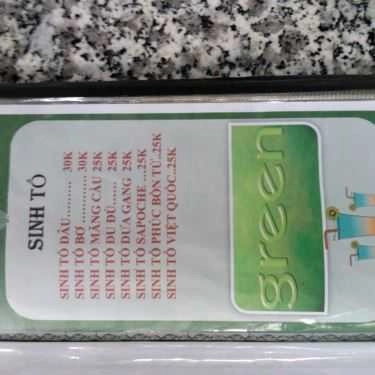 SINH TỐ
SINH TỐ DÂU......... 30K
SINH TỐ BƠ ............ 30K
SINH TỐ MÃNG CẦU 25K
SINH TỐ ĐU ĐỦ...... 25K
SINH TỐ DƯA GANG 25K
SINH TỐ SAPOCHE ....25K
SINH TỐ PHÚC BỒN TỬ..25K
SINH TỐ VIỆT QUỐC..25K
green